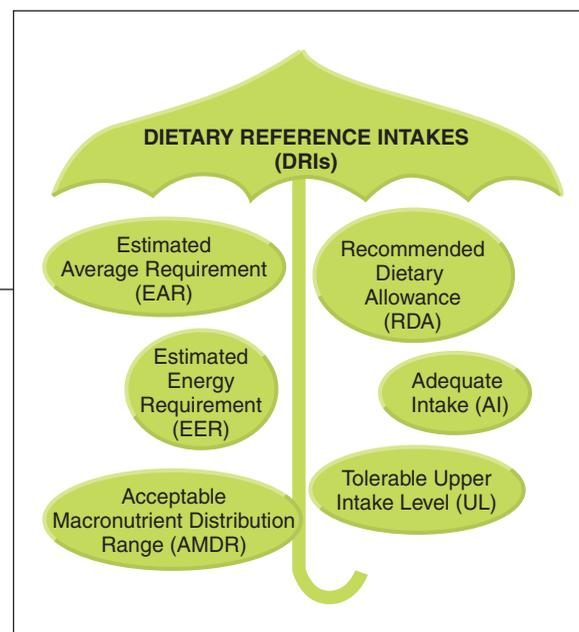 DIETARY REFERENCE INTAKES
(DRIs)
Estimated
Average Requirement
(EAR)
Recommended
Dietary
Allowance
(RDA)
Estimated
Energy
Requirement
(EER)
Adequate
Intake (AI)
Acceptable
Macronutrient Distribution
Range (AMDR)
Tolerable Upper
Intake Level (UL)